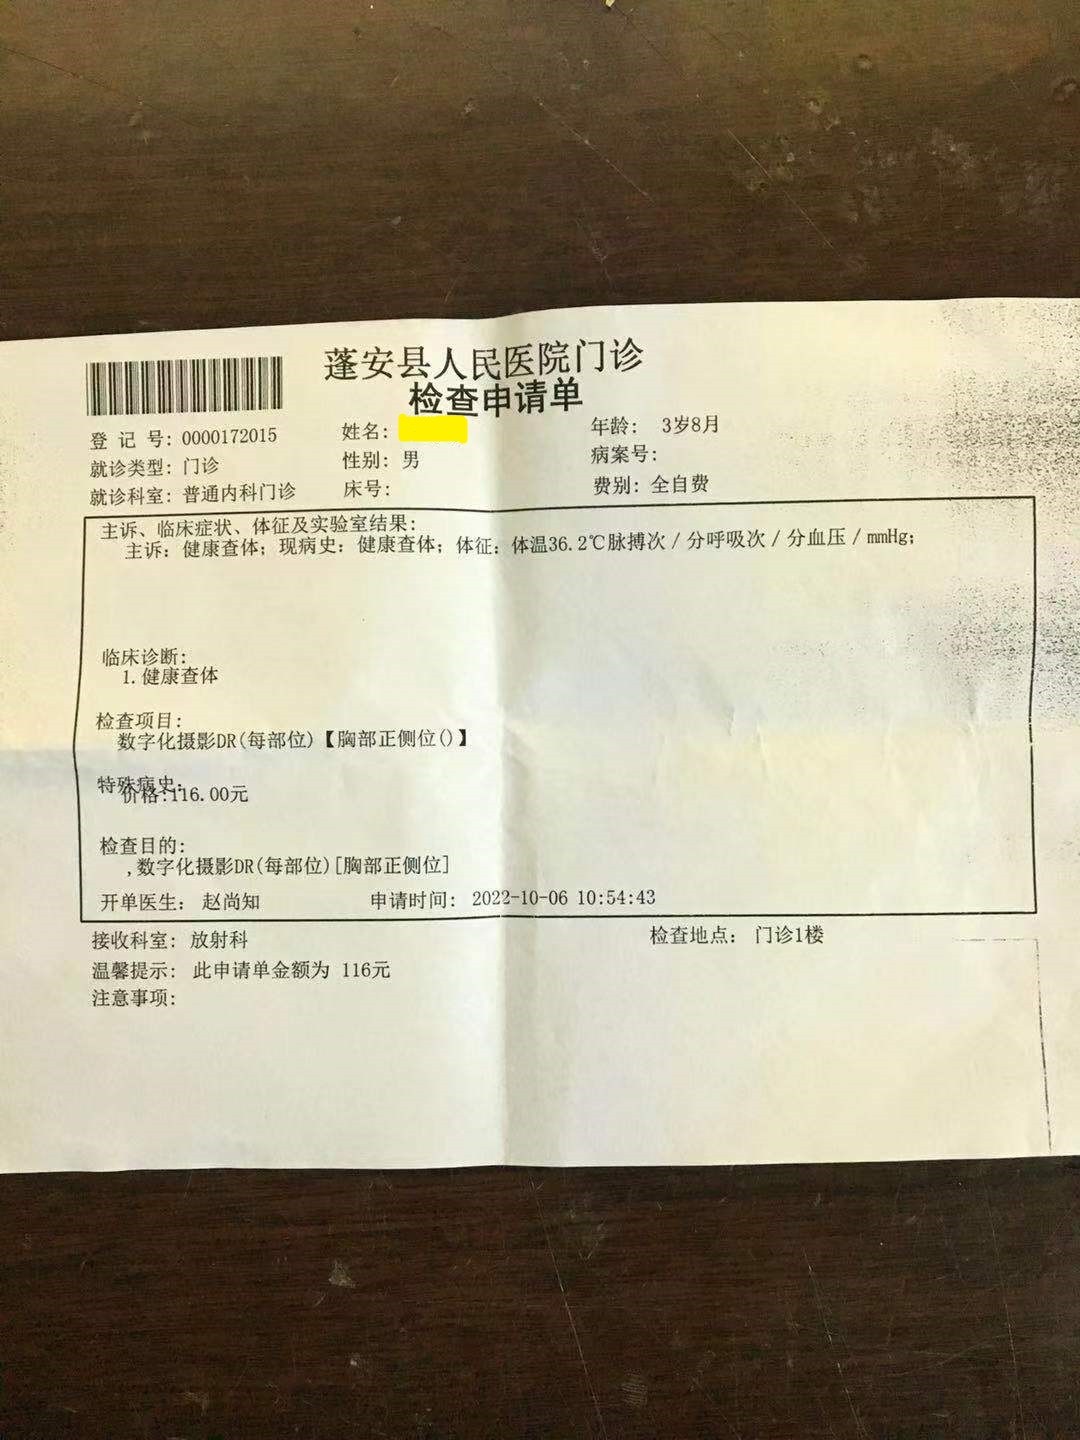 蓬安县人民医院门诊
检查申请单
登 记 号: 0000172015 姓名: 年龄: 3岁8月
就诊类型: 门诊 性别: 男 病案号:
就诊科室: 普通内科门诊 床号: 费别: 全自费
主诉、临床症状、体征及实验室结果:
主诉: 健康查体; 现病史: 健康查体; 体征: 体温36.2℃脉搏次/分呼吸次/分血压/mmHg;
临床诊断:
1.健康查体
检查项目:
数字化摄影DR(每部位)【胸部正侧位()】
特殊病史:
价格:116.00元
检查目的:
,数字化摄影DR(每部位)[胸部正侧位]
开单医生: 赵尚知 申请时间: 2022-10-06 10:54:43
接收科室: 放射科 检查地点: 门诊1楼
温馨提示: 此申请单金额为 116元
注意事项: